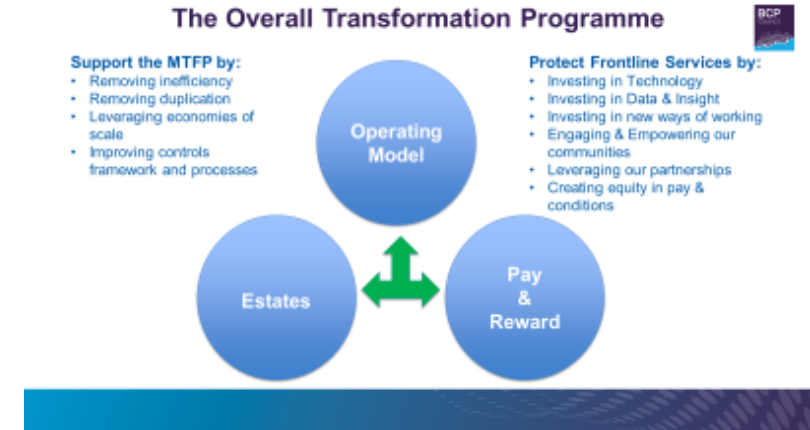 The Overall Transformation Programme
BCP
COUNCIL
Support the MTFP by:
• Removing inefficiency
• Removing duplication
• Leveraging economies of
scale
• Improving controls
framework and processes
Protect Frontline Services by:
• Investing in Technology
• Investing in Data & Insight
• Investing in new ways of working
• Engaging & Empowering our
communities
• Leveraging our partnerships
• Creating equity in pay &
conditions
Operating
Model
Estates
Pay
&
Reward